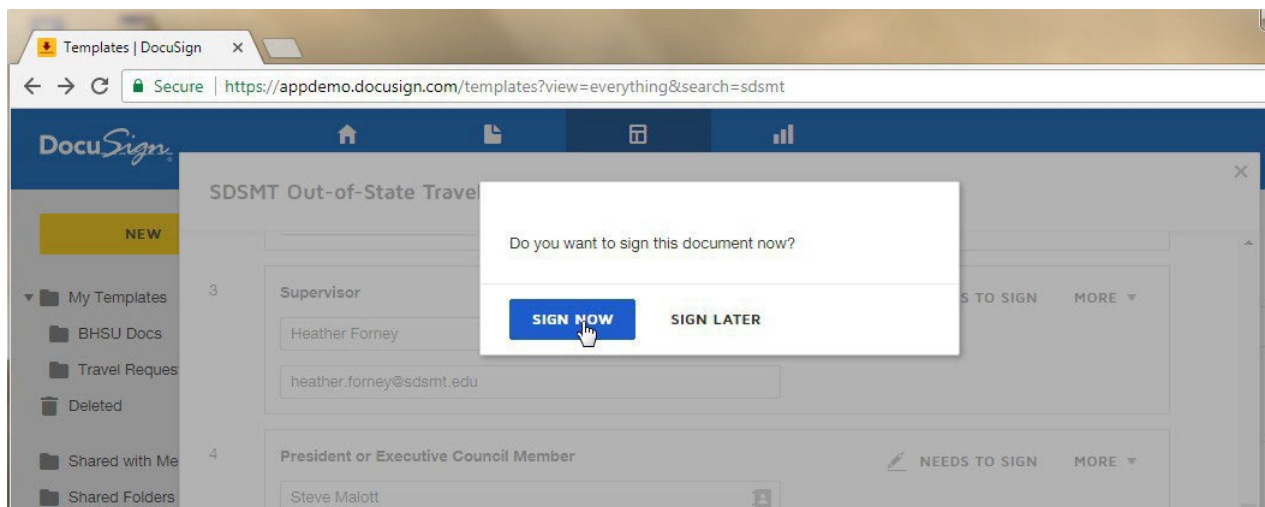 Templates | DocuSign
Secure | https://appdemo.docusign.com/templates?view=everything&search=sdsmt
DocuSign
SDSMT Out-of-State Travel
NEW
Do you want to sign this document now?
SIGN NOW
SIGN LATER
My Templates
BHSU Docs
Travel Reques
Deleted
Shared with Me
Shared Folders
3
Supervisor
S TO SIGN
MORE
Heather Forney
heather.forney@sdsmt.edu
4
President or Executive Council Member
NEEDS TO SIGN
MORE
Steve Malott